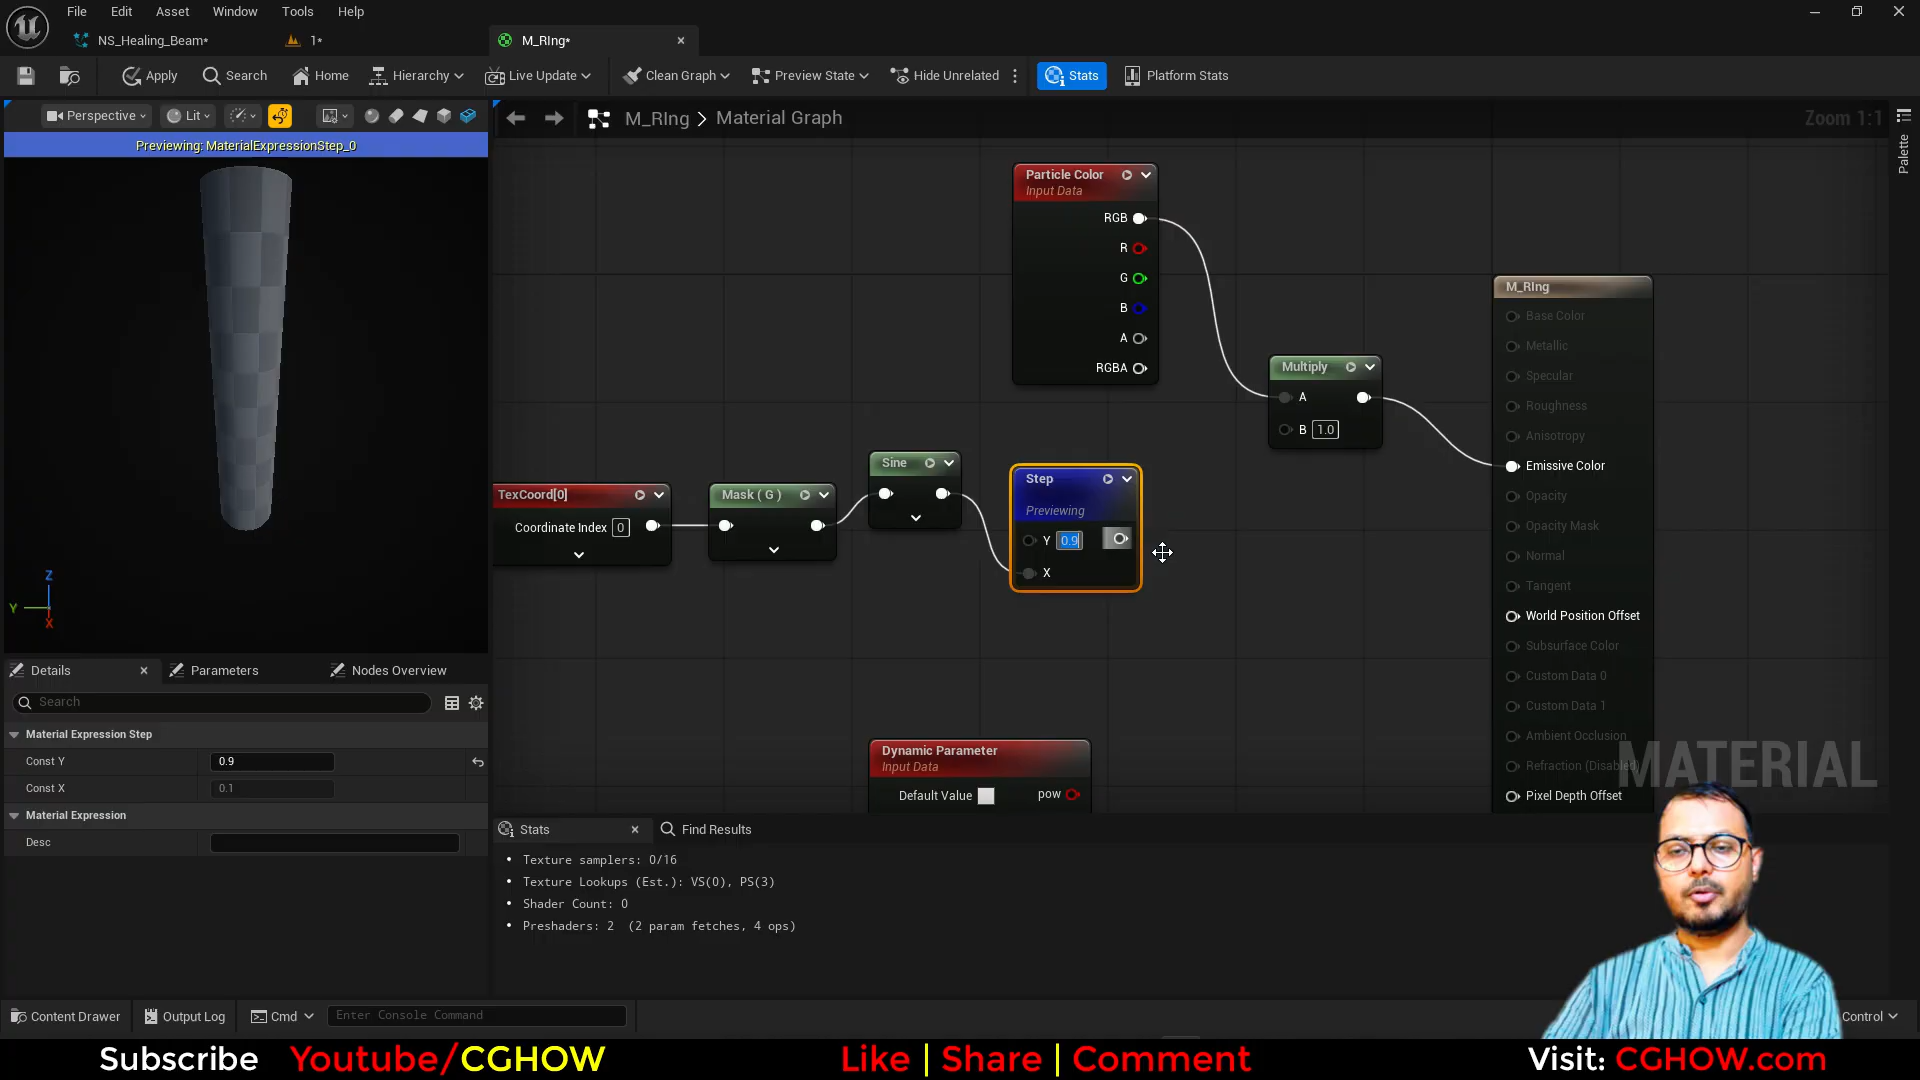 File Edit Asset Window Tools Help
NS_Healing_Beam* 1* M_RIng*
Apply Search Home Hierarchy Live Update Clean Graph Preview State Hide Unrelated Stats Platform Stats
Perspective Lit
M_RIng > Material Graph Zoom 1:1
Palette
Previewing: MaterialExpressionStep_0
Particle Color
Input Data
RGB
R
G
B
A
RGBA
Multiply
A
B 1.0
M_RIng
Base Color
Metallic
Specular
Roughness
Anisotropy
Emissive Color
Opacity
Opacity Mask
Normal
Tangent
World Position Offset
Subsurface Color
Custom Data 0
Custom Data 1
Ambient Occlusion
Refraction (Disabled)
Pixel Depth Offset
TexCoord[0]
Coordinate Index 0
Mask ( G )
Sine
Step
Previewing
Y 0.9
X
Dynamic Parameter
Input Data
Default Value pow
MATERIAL
Z
Y
X
Details Parameters Nodes Overview
Search
Material Expression Step
Const Y 0.9
Const X 0.1
Material Expression
Desc
Stats Find Results
• Texture samplers: 0/16
• Texture Lookups (Est.): VS(0), PS(3)
• Shader Count: 0
• Preshaders: 2 (2 param fetches, 4 ops)
Content Drawer Output Log Cmd Enter Console Command Control
Subscribe Youtube/CGHOW Like | Share | Comment Visit: CGHOW.com